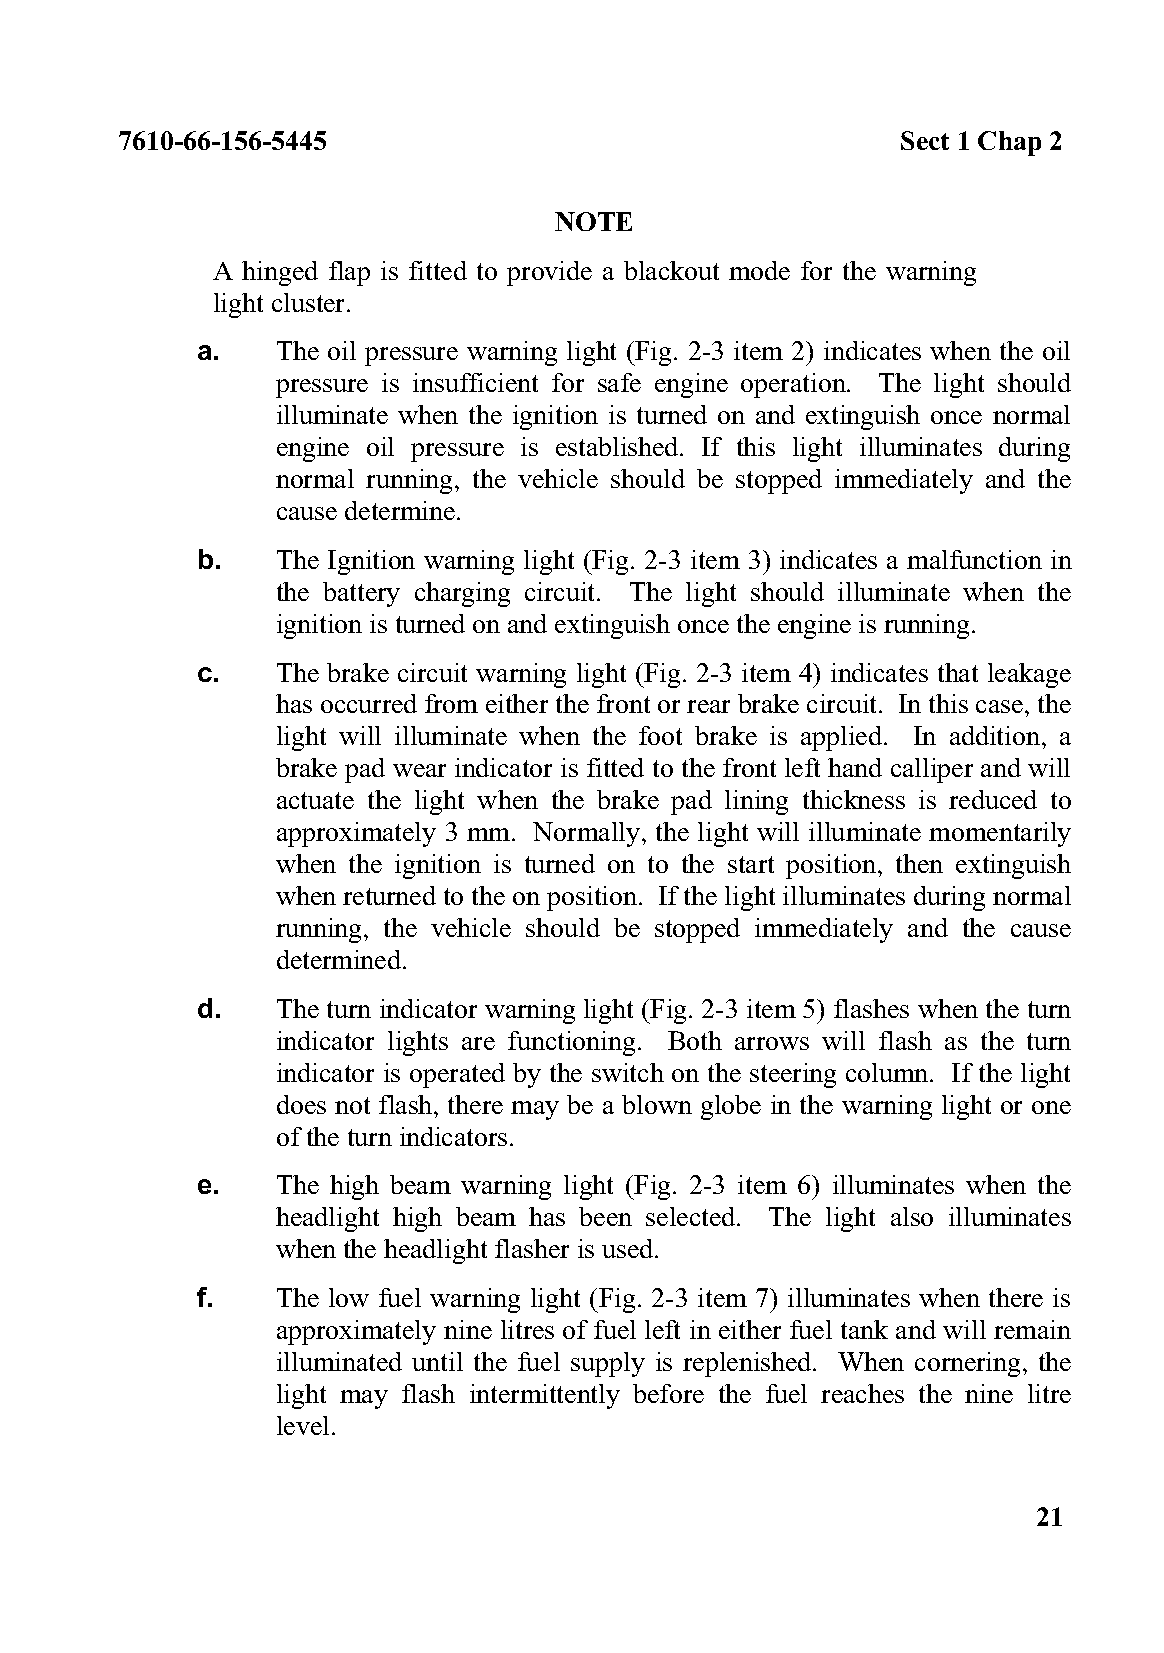 7610-66-156-5445 Sect 1 Chap 2
NOTE
A hinged flap is fitted to provide a blackout mode for the warning
light cluster.
a. The oil pressure warning light (Fig. 2-3 item 2) indicates when the oil
pressure is insufficient for safe engine operation. The light should
illuminate when the ignition is turned on and extinguish once normal
engine oil pressure is established. If this light illuminates during
normal running, the vehicle should be stopped immediately and the
cause determine.
b. The Ignition warning light (Fig. 2-3 item 3) indicates a malfunction in
the battery charging circuit. The light should illuminate when the
ignition is turned on and extinguish once the engine is running.
c. The brake circuit warning light (Fig. 2-3 item 4) indicates that leakage
has occurred from either the front or rear brake circuit. In this case, the
light will illuminate when the foot brake is applied. In addition, a
brake pad wear indicator is fitted to the front left hand calliper and will
actuate the light when the brake pad lining thickness is reduced to
approximately 3 mm. Normally, the light will illuminate momentarily
when the ignition is turned on to the start position, then extinguish
when returned to the on position. If the light illuminates during normal
running, the vehicle should be stopped immediately and the cause
determined.
d. The turn indicator warning light (Fig. 2-3 item 5) flashes when the turn
indicator lights are functioning. Both arrows will flash as the turn
indicator is operated by the switch on the steering column. If the light
does not flash, there may be a blown globe in the warning light or one
of the turn indicators.
e. The high beam warning light (Fig. 2-3 item 6) illuminates when the
headlight high beam has been selected. The light also illuminates
when the headlight flasher is used.
f. The low fuel warning light (Fig. 2-3 item 7) illuminates when there is
approximately nine litres of fuel left in either fuel tank and will remain
illuminated until the fuel supply is replenished. When cornering, the
light may flash intermittently before the fuel reaches the nine litre
level.
21